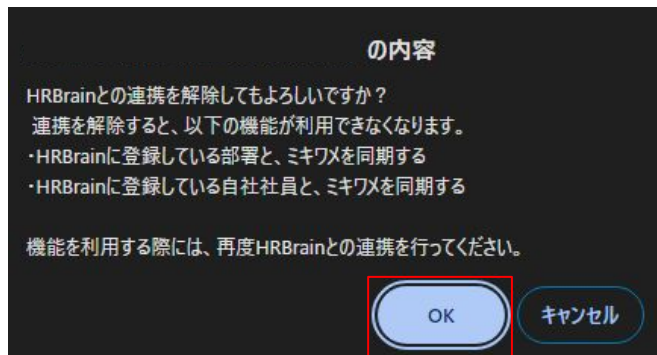 の内容
HRBrainとの連携を解除してもよろしいですか？
連携を解除すると、以下の機能が利用できなくなります。
・HRBrainに登録している部署と、ミキワメを同期する
・HRBrainに登録している自社社員と、ミキワメを同期する
機能を利用する際には、再度HRBrainとの連携を行ってください。
OK
キャンセル